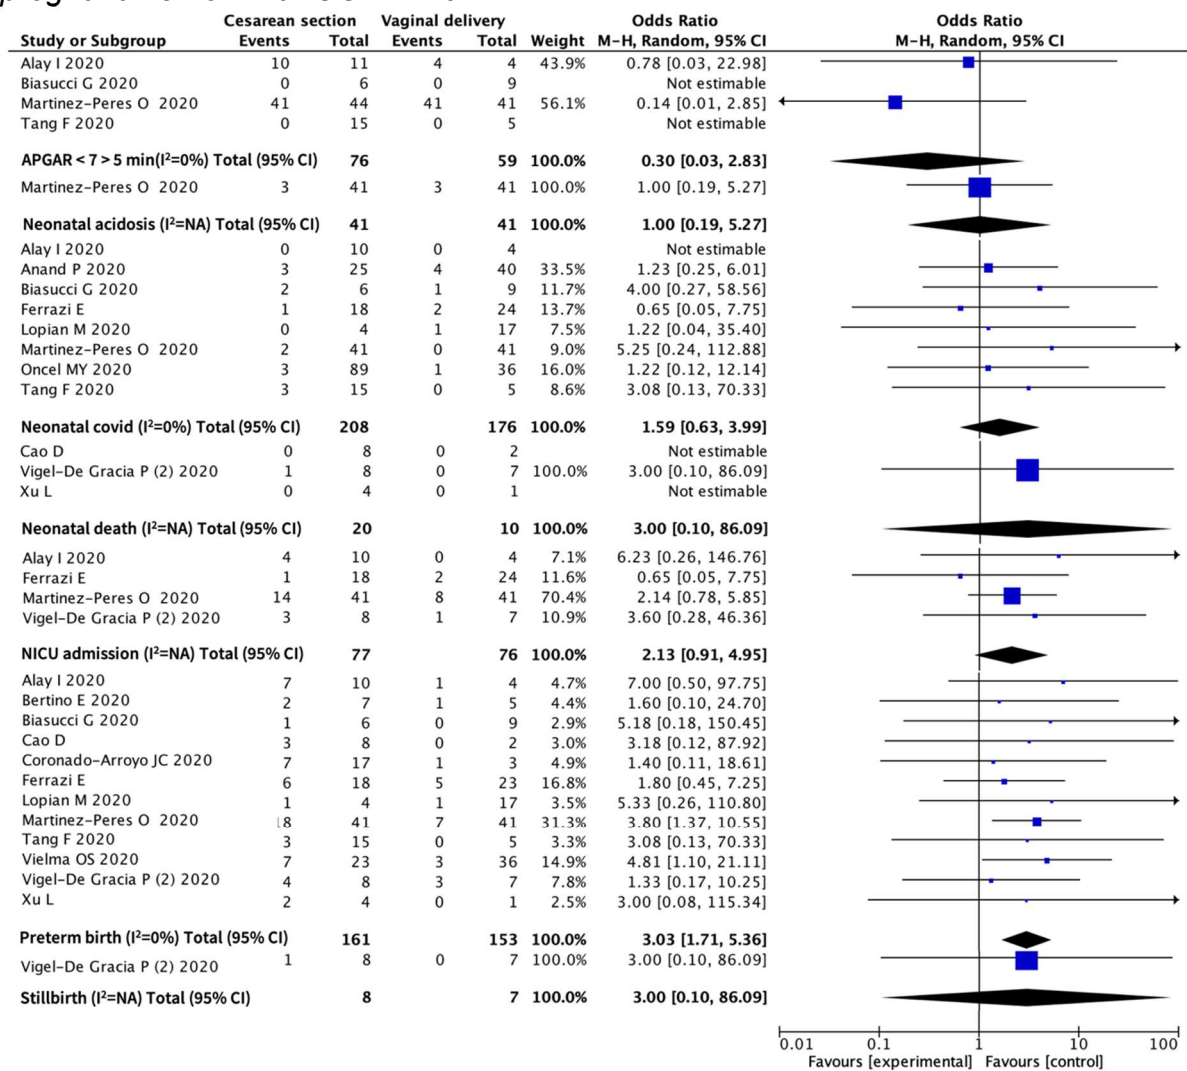 Cesarean section Vaginal delivery Odds Ratio Odds Ratio
Study or Subgroup Events Total Events Total Weight M-H, Random, 95% CI M-H, Random, 95% CI
Alay I 2020 10 11 4 4 43.9% 0.78 [0.03, 22.98]
Biasucci G 2020 0 6 0 9 Not estimable
Martinez-Peres O 2020 41 44 41 41 56.1% 0.14 [0.01, 2.85]
Tang F 2020 0 15 0 5 Not estimable
APGAR < 7 > 5 min(I²=0%) Total (95% CI) 76 59 100.0% 0.30 [0.03, 2.83]
Martinez-Peres O 2020 3 41 3 41 100.0% 1.00 [0.19, 5.27]
Neonatal acidosis (I²=NA) Total (95% CI) 41 41 100.0% 1.00 [0.19, 5.27]
Alay I 2020 0 10 0 4 Not estimable
Anand P 2020 3 25 4 40 33.5% 1.23 [0.25, 6.01]
Biasucci G 2020 2 6 1 9 11.7% 4.00 [0.27, 58.56]
Ferrazi E 1 18 2 24 13.7% 0.65 [0.05, 7.75]
Lopian M 2020 0 4 1 17 7.5% 1.22 [0.04, 35.40]
Martinez-Peres O 2020 2 41 0 41 9.0% 5.25 [0.24, 112.88]
Oncel MY 2020 3 89 1 36 16.0% 1.22 [0.12, 12.14]
Tang F 2020 3 15 0 5 8.6% 3.08 [0.13, 70.33]
Neonatal covid (I²=0%) Total (95% CI) 208 176 100.0% 1.59 [0.63, 3.99]
Cao D 0 8 0 2 Not estimable
Vigel-De Gracia P (2) 2020 1 8 0 7 100.0% 3.00 [0.10, 86.09]
Xu L 0 4 0 1 Not estimable
Neonatal death (I²=NA) Total (95% CI) 20 10 100.0% 3.00 [0.10, 86.09]
Alay I 2020 4 10 0 4 7.1% 6.23 [0.26, 146.76]
Ferrazi E 1 18 2 24 11.6% 0.65 [0.05, 7.75]
Martinez-Peres O 2020 14 41 8 41 70.4% 2.14 [0.78, 5.85]
Vigel-De Gracia P (2) 2020 3 8 1 7 10.9% 3.60 [0.28, 46.36]
NICU admission (I²=NA) Total (95% CI) 77 76 100.0% 2.13 [0.91, 4.95]
Alay I 2020 7 10 1 4 4.7% 7.00 [0.50, 97.75]
Bertino E 2020 2 7 1 5 4.4% 1.60 [0.10, 24.70]
Biasucci G 2020 1 6 0 9 2.9% 5.18 [0.18, 150.45]
Cao D 3 8 0 2 3.0% 3.18 [0.12, 87.92]
Coronado-Arroyo JC 2020 7 17 1 3 4.9% 1.40 [0.11, 18.61]
Ferrazi E 6 18 5 23 16.8% 1.80 [0.45, 7.25]
Lopian M 2020 1 4 1 17 3.5% 5.33 [0.26, 110.80]
Martinez-Peres O 2020 18 41 7 41 31.3% 3.80 [1.37, 10.55]
Tang F 2020 3 15 0 5 3.3% 3.08 [0.13, 70.33]
Vielma OS 2020 7 23 3 36 14.9% 4.81 [1.10, 21.11]
Vigel-De Gracia P (2) 2020 4 8 3 7 7.8% 1.33 [0.17, 10.25]
Xu L 2 4 0 1 2.5% 3.00 [0.08, 115.34]
Preterm birth (I²=0%) Total (95% CI) 161 153 100.0% 3.03 [1.71, 5.36]
Vigel-De Gracia P (2) 2020 1 8 0 7 100.0% 3.00 [0.10, 86.09]
Stillbirth (I²=NA) Total (95% CI) 8 7 100.0% 3.00 [0.10, 86.09]
0.01 0.1 1 10 100
Favours [experimental] Favours [control]